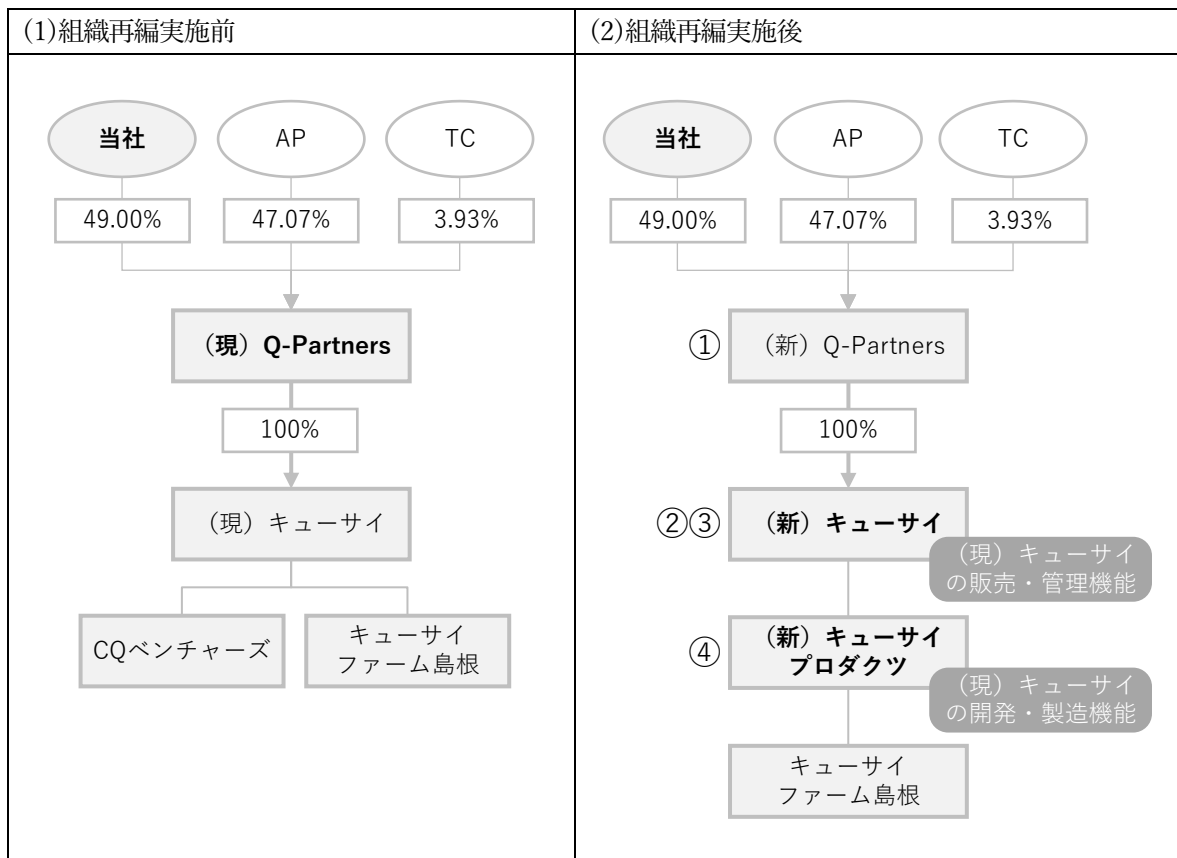 (1)組織再編実施前
当社
AP
TC
49.00%
47.07%
3.93%
（現）Q-Partners
100%
（現）キューサイ
CQベンチャーズ
キューサイ
ファーム島根
(2)組織再編実施後
当社
AP
TC
49.00%
47.07%
3.93%
①
（新）Q-Partners
100%
②③
（新）キューサイ
（現）キューサイ
の販売・管理機能
④
（新）キューサイ
プロダクツ
（現）キューサイ
の開発・製造機能
キューサイ
ファーム島根